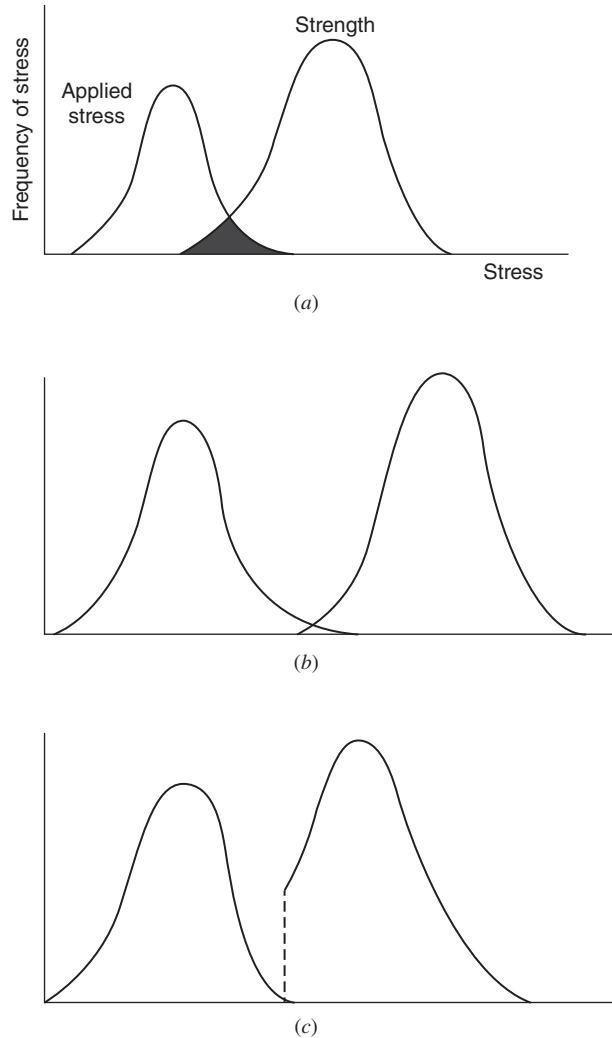 Frequency of stress
Applied
stress
Strength
Stress
(a)
(b)
(c)